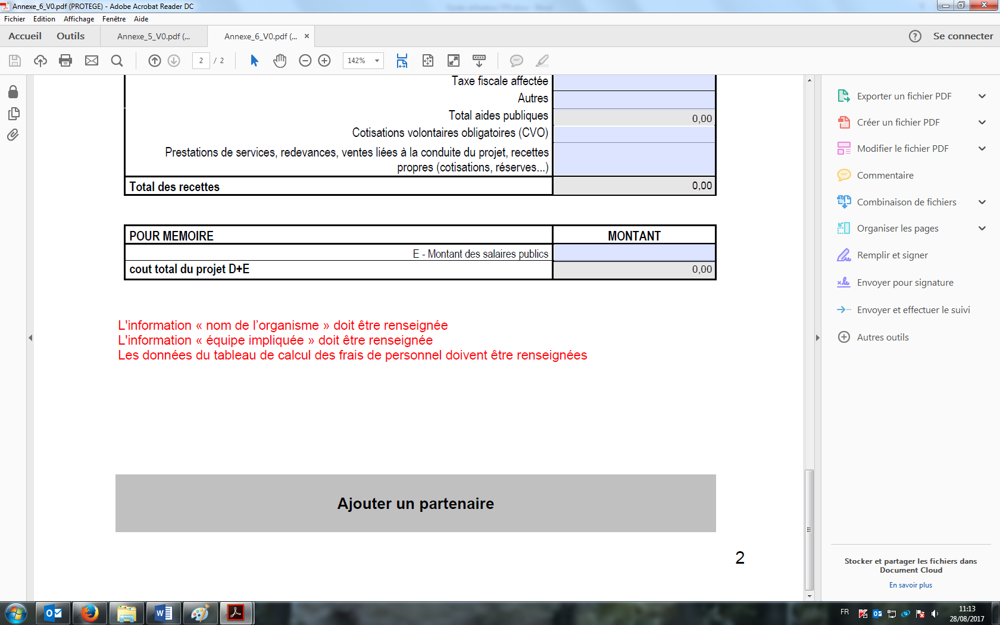 Annexe_6_V0.pdf (PROTEGE) - Adobe Acrobat Reader DC
Fichier Edition Affichage Fenêtre Aide
Accueil Outils Annexe_5_V0.pdf (... Annexe_6_V0.pdf (... × ? Se connecter
2 / 2 142%
Taxe fiscale affectée
Autres
Total aides publiques 0,00
Cotisations volontaires obligatoires (CVO)
Prestations de services, redevances, ventes liées à la conduite du projet, recettes
propres (cotisations, réserves...)
Total des recettes 0,00
POUR MEMOIRE MONTANT
E - Montant des salaires publics
cout total du projet D+E 0,00
L'information « nom de l’organisme » doit être renseignée
L'information « équipe impliquée » doit être renseignée
Les données du tableau de calcul des frais de personnel doivent être renseignées
Ajouter un partenaire
2
Exporter un fichier PDF
Créer un fichier PDF
Modifier le fichier PDF
Commentaire
Combinaison de fichiers
Organiser les pages
Remplir et signer
Envoyer pour signature
Envoyer et effectuer le suivi
Autres outils
Stocker et partager les fichiers dans
Document Cloud
En savoir plus
FR 11:13
28/08/2017